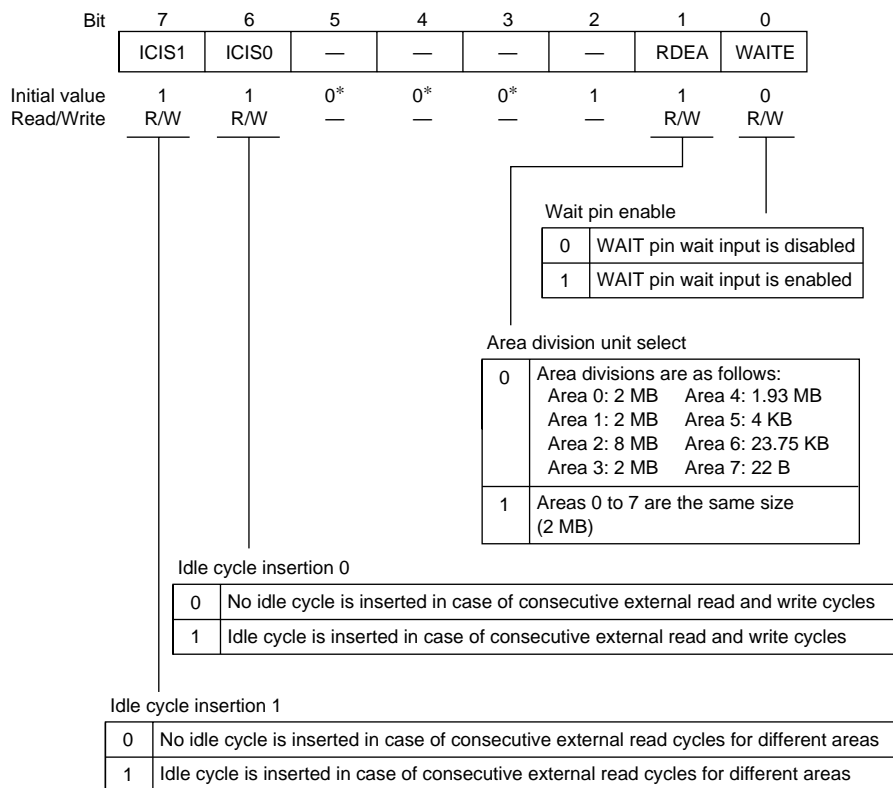 Bit 7 6 5 4 3 2 1 0
ICIS1 ICIS0 — — — — RDEA WAITE
Initial value 1 1 0* 0* 0* 1 1 0
Read/Write R/W R/W — — — — R/W R/W
Wait pin enable
0 WAIT pin wait input is disabled
1 WAIT pin wait input is enabled
Area division unit select
0 Area divisions are as follows:
Area 0: 2 MB Area 4: 1.93 MB
Area 1: 2 MB Area 5: 4 KB
Area 2: 8 MB Area 6: 23.75 KB
Area 3: 2 MB Area 7: 22 B
1 Areas 0 to 7 are the same size
(2 MB)
Idle cycle insertion 0
0 No idle cycle is inserted in case of consecutive external read and write cycles
1 Idle cycle is inserted in case of consecutive external read and write cycles
Idle cycle insertion 1
0 No idle cycle is inserted in case of consecutive external read cycles for different areas
1 Idle cycle is inserted in case of consecutive external read cycles for different areas